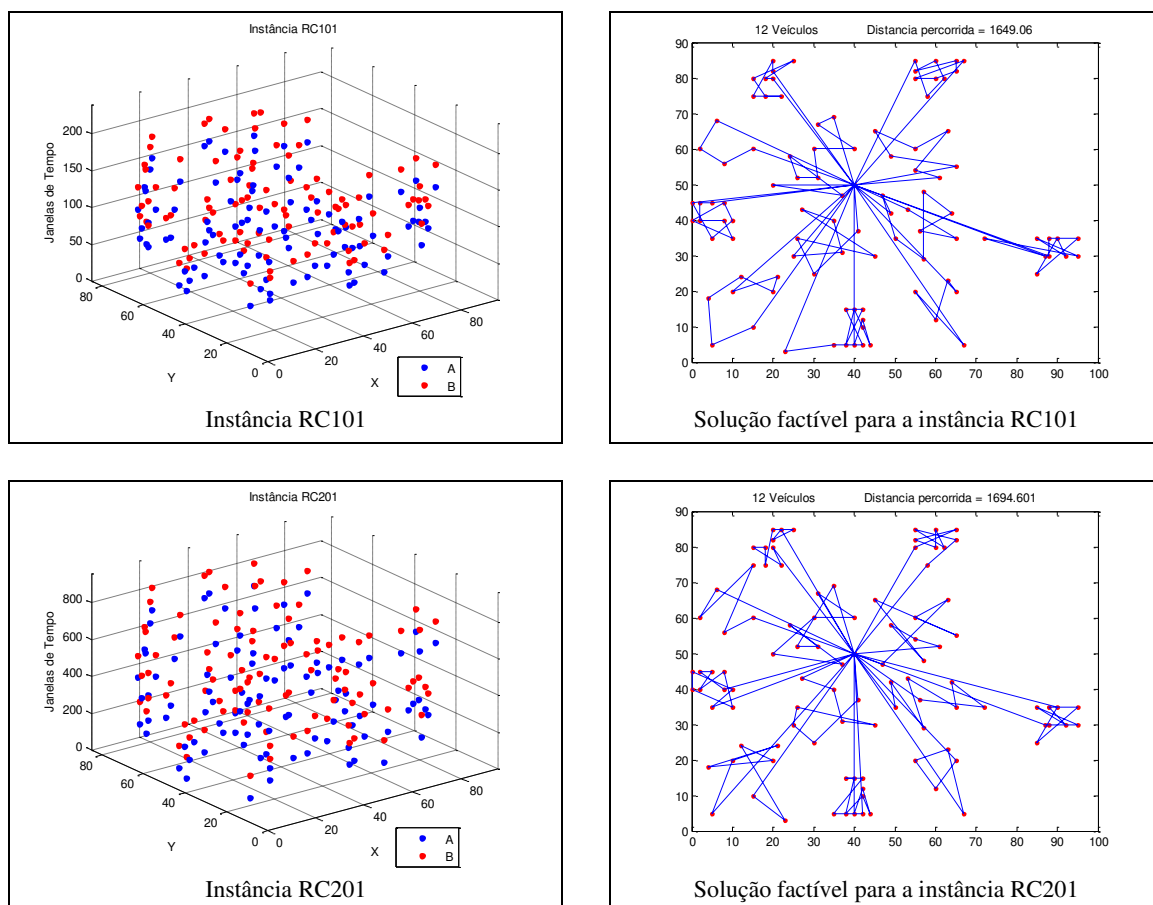 Instância RC101
Janelas de Tempo
200
150
100
50
0
80
60
40
20
0
Y
0
20
40
60
80
X
A
B
Instância RC101
12 Veículos Distancia percorrida = 1649.06
90
80
70
60
50
40
30
20
10
0
0 10 20 30 40 50 60 70 80 90 100
Solução factível para a instância RC101
Instância RC201
Janelas de Tempo
800
600
400
200
0
80
60
40
20
0
Y
0
20
40
60
80
X
A
B
Instância RC201
12 Veículos Distancia percorrida = 1694.601
90
80
70
60
50
40
30
20
10
0
0 10 20 30 40 50 60 70 80 90 100
Solução factível para a instância RC201